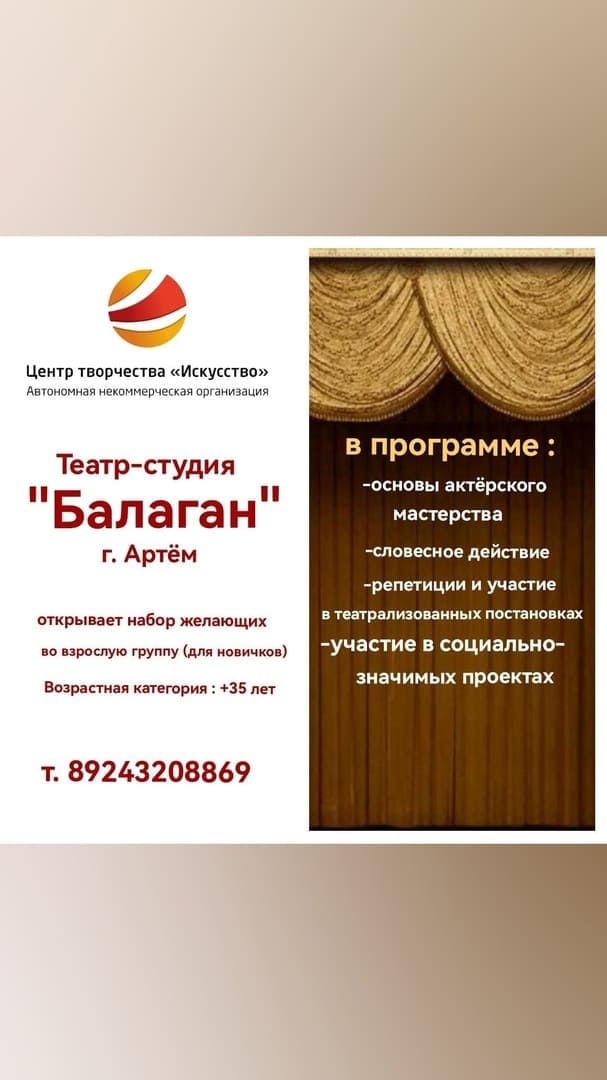 Центр творчества «Искусство»
Автономная некоммерческая организация
Театр-студия
"Балаган"
г. Артём
открывает набор желающих
во взрослую группу (для новичков)
Возрастная категория : +35 лет
т. 89243208869
в программе :
-основы актёрского
мастерства
-словесное действие
-репетиции и участие
в театрализованных постановках
-участие в социально-
значимых проектах